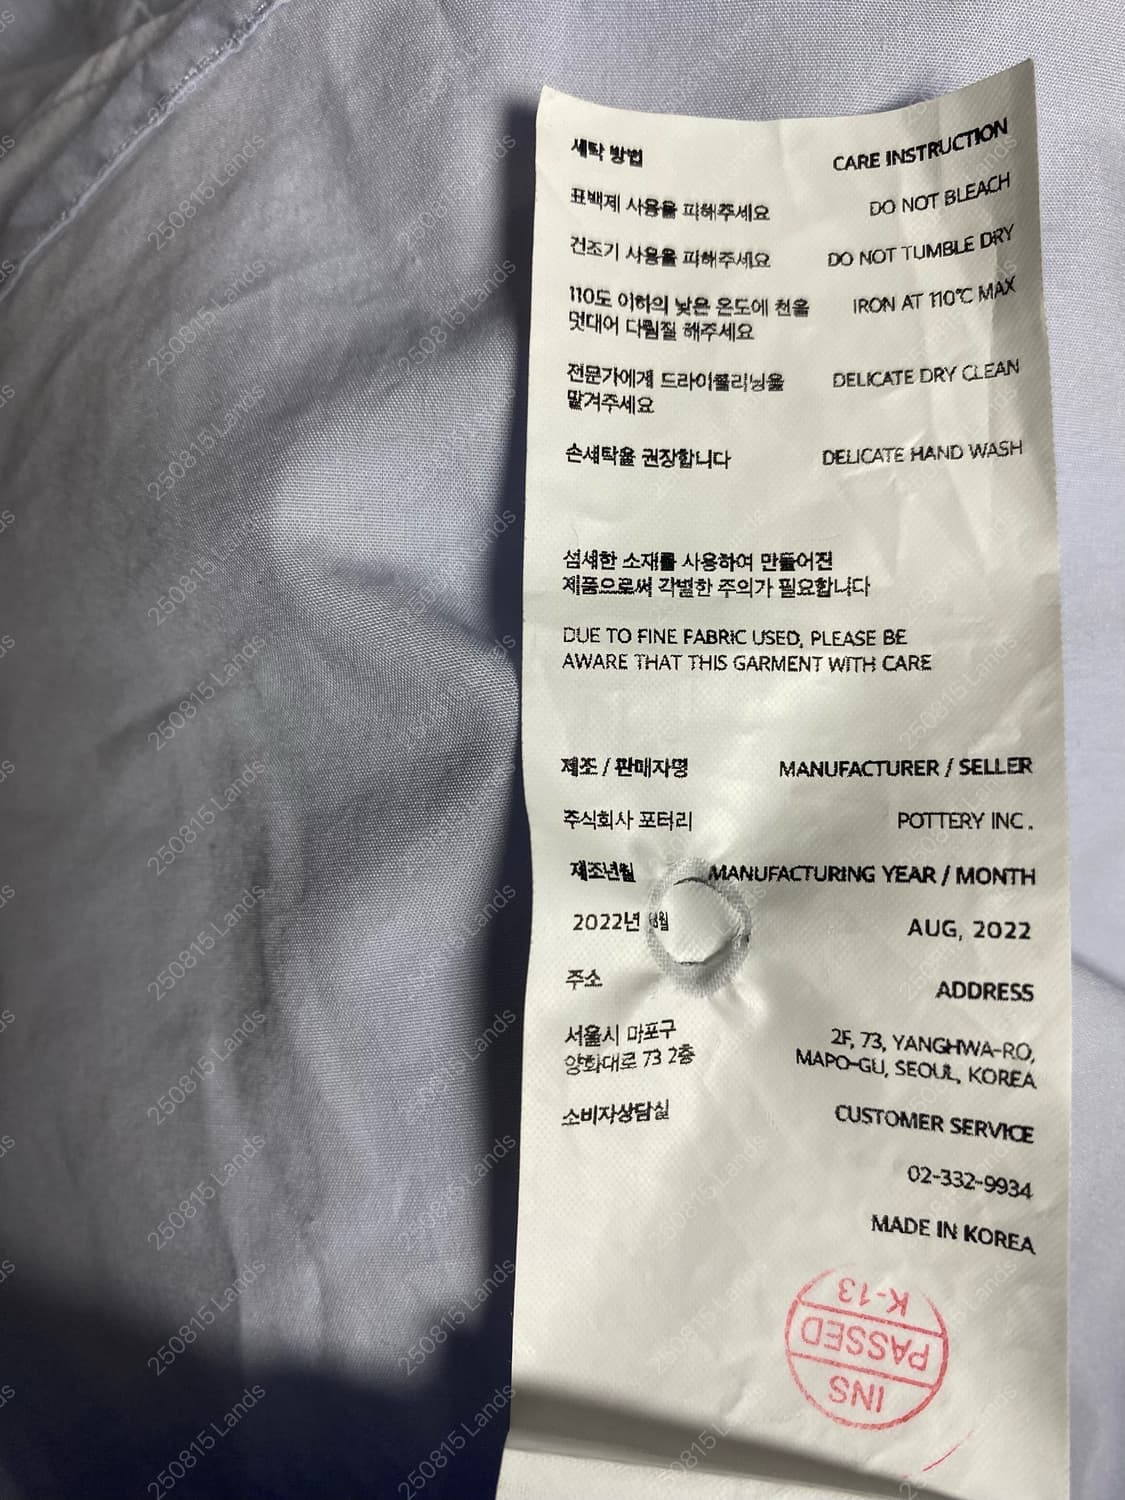 세탁 방법 CARE INSTRUCTION
표백제 사용을 피해주세요 DO NOT BLEACH
건조기 사용을 피해주세요 DO NOT TUMBLE DRY
110도 이하의 낮은 온도에 천을 IRON AT 110℃ MAX
덧대어 다림질 해주세요
전문가에게 드라이클리닝을 DELICATE DRY CLEAN
맡겨주세요
손세탁을 권장합니다 DELICATE HAND WASH
섬세한 소재를 사용하여 만들어진
제품으로써 각별한 주의가 필요합니다
DUE TO FINE FABRIC USED, PLEASE BE
AWARE THAT THIS GARMENT WITH CARE
제조 / 판매자명 MANUFACTURER / SELLER
주식회사 포터리 POTTERY INC.
제조년월 MANUFACTURING YEAR / MONTH
2022년 8월 AUG, 2022
주소 ADDRESS
서울시 마포구 2F, 73, YANGHWA-RO,
양화대로 73 2층 MAPO-GU, SEOUL, KOREA
소비자상담실 CUSTOMER SERVICE
02-332-9934
MADE IN KOREA
INS
PASSED
K-13
250815 Lands